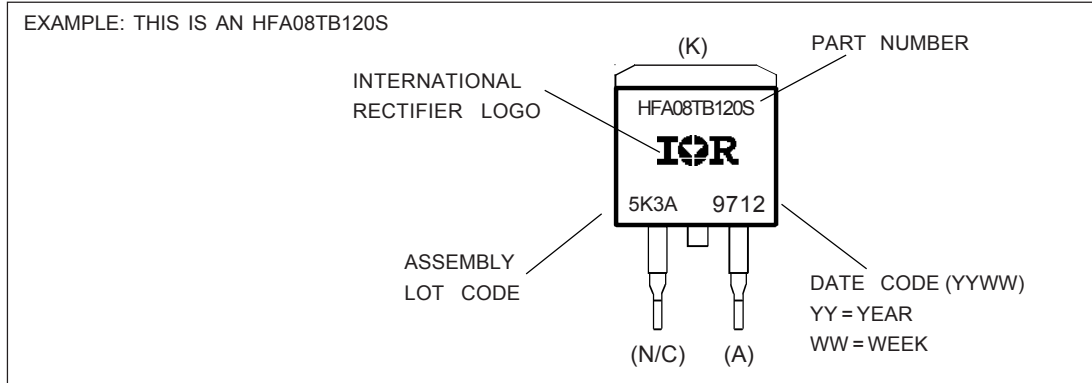 EXAMPLE: THIS IS AN HFA08TB120S
(K)
PART NUMBER
INTERNATIONAL
RECTIFIER LOGO
HFA08TB120S
IOR
5K3A 9712
ASSEMBLY
LOT CODE
DATE CODE (YYWW)
YY = YEAR
WW = WEEK
(N/C) (A)